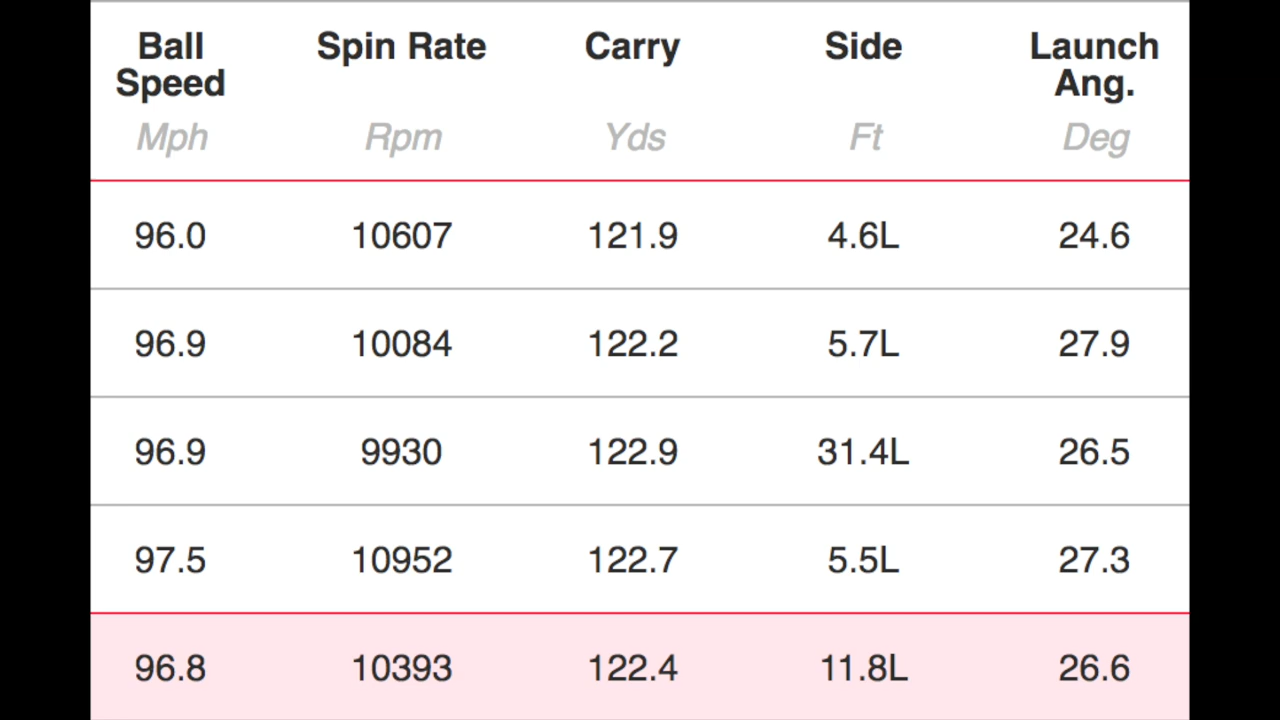 Ball Speed Spin Rate Carry Side Launch Ang.
Mph Rpm Yds Ft Deg
96.0 10607 121.9 4.6L 24.6
96.9 10084 122.2 5.7L 27.9
96.9 9930 122.9 31.4L 26.5
97.5 10952 122.7 5.5L 27.3
96.8 10393 122.4 11.8L 26.6